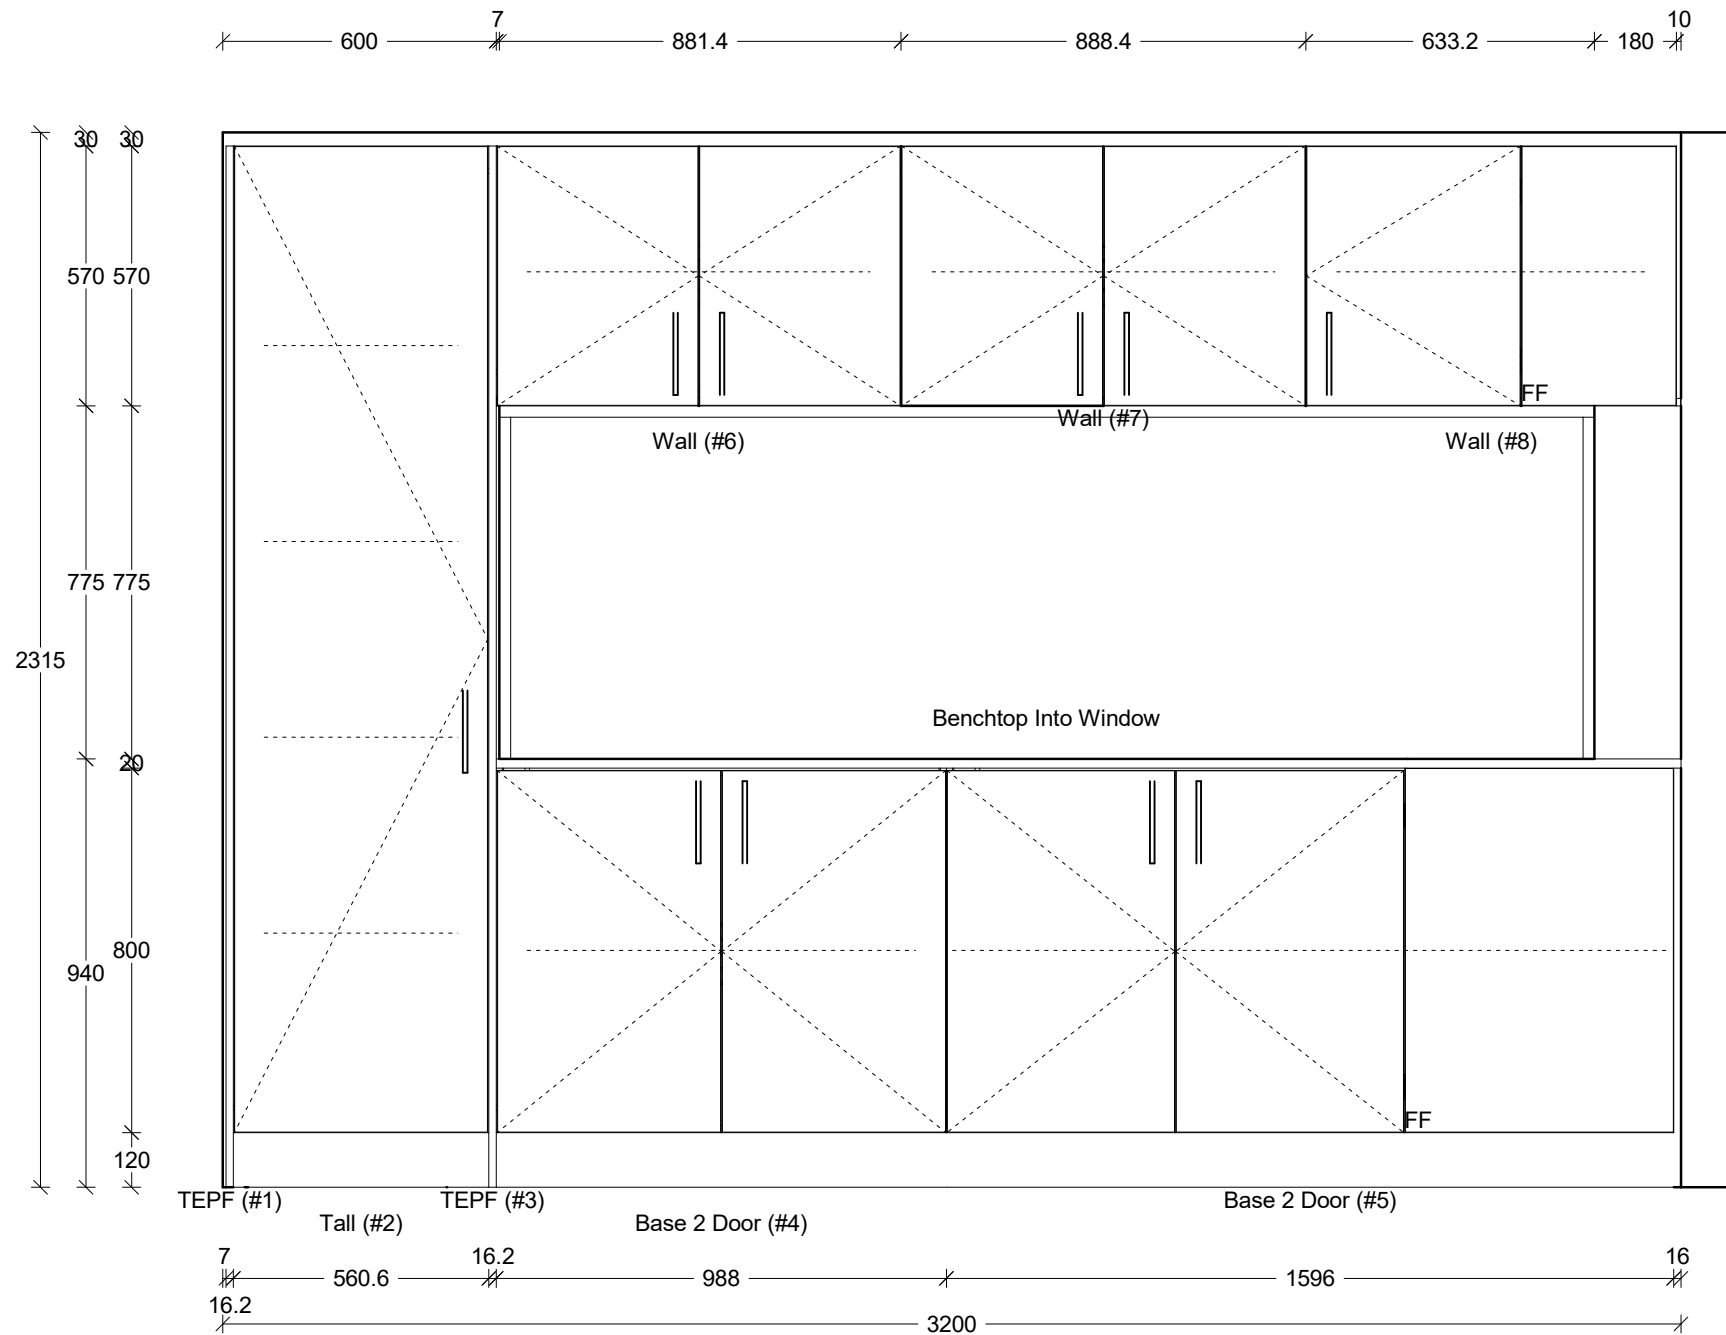 7
10
600
881.4
888.4
633.2
180
30
30
570
570
FF
Wall (#7)
Wall (#6)
Wall (#8)
775
775
2315
Benchtop Into Window
20
800
940
FF
120
TEPF (#1)
TEPF (#3)
Base 2 Door (#5)
Tall (#2)
Base 2 Door (#4)
7
16.2
16
560.6
988
1596
16.2
3200